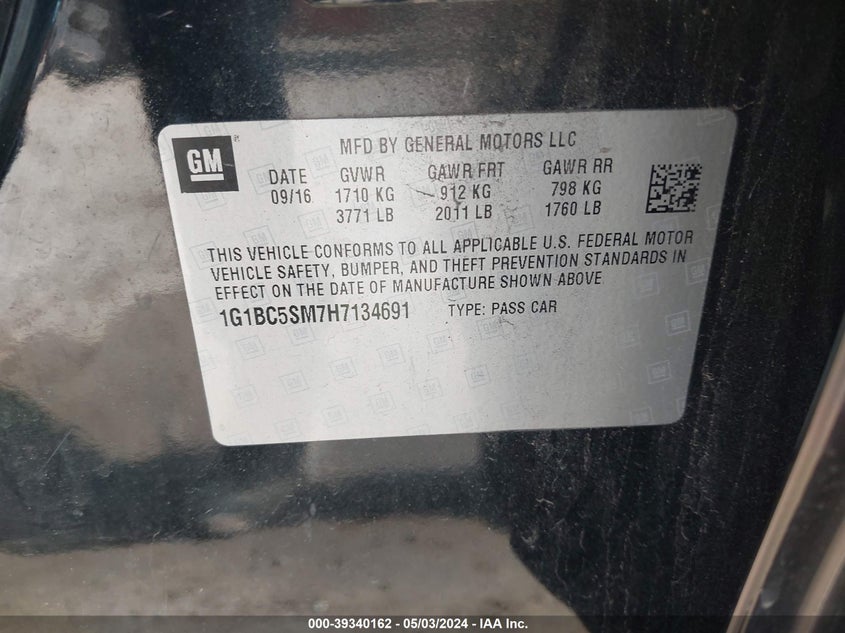 GM
MFD BY GENERAL MOTORS LLC
DATE GVWR GAWR FRT GAWR RR
09/16 1710 KG 912 KG 798 KG
3771 LB 2011 LB 1760 LB
THIS VEHICLE CONFORMS TO ALL APPLICABLE U.S. FEDERAL MOTOR
VEHICLE SAFETY, BUMPER, AND THEFT PREVENTION STANDARDS IN
EFFECT ON THE DATE OF MANUFACTURE SHOWN ABOVE
1G1BC5SM7H7134691 TYPE: PASS CAR
000-39340162 - 05/03/2024 - IAA Inc.